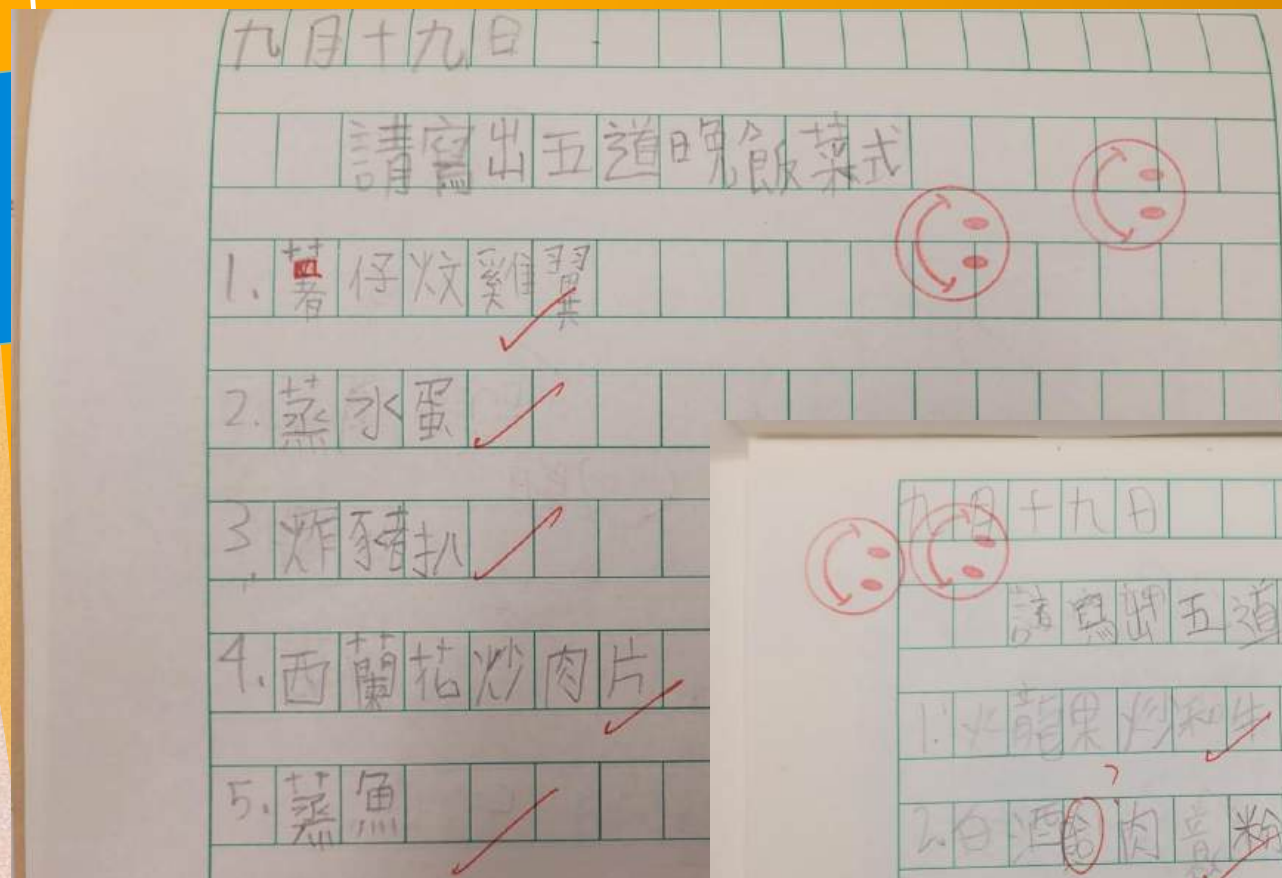 九月十九日
請寫出五道晚飯菜式
1. 薯仔炆雞翼
2. 蒸水蛋
3. 炸豬扒
4. 西蘭花炒肉片
5. 蒸魚
九月十九日
請寫出五道
1. 火龍果炒和牛
2. 白酒肉意粉